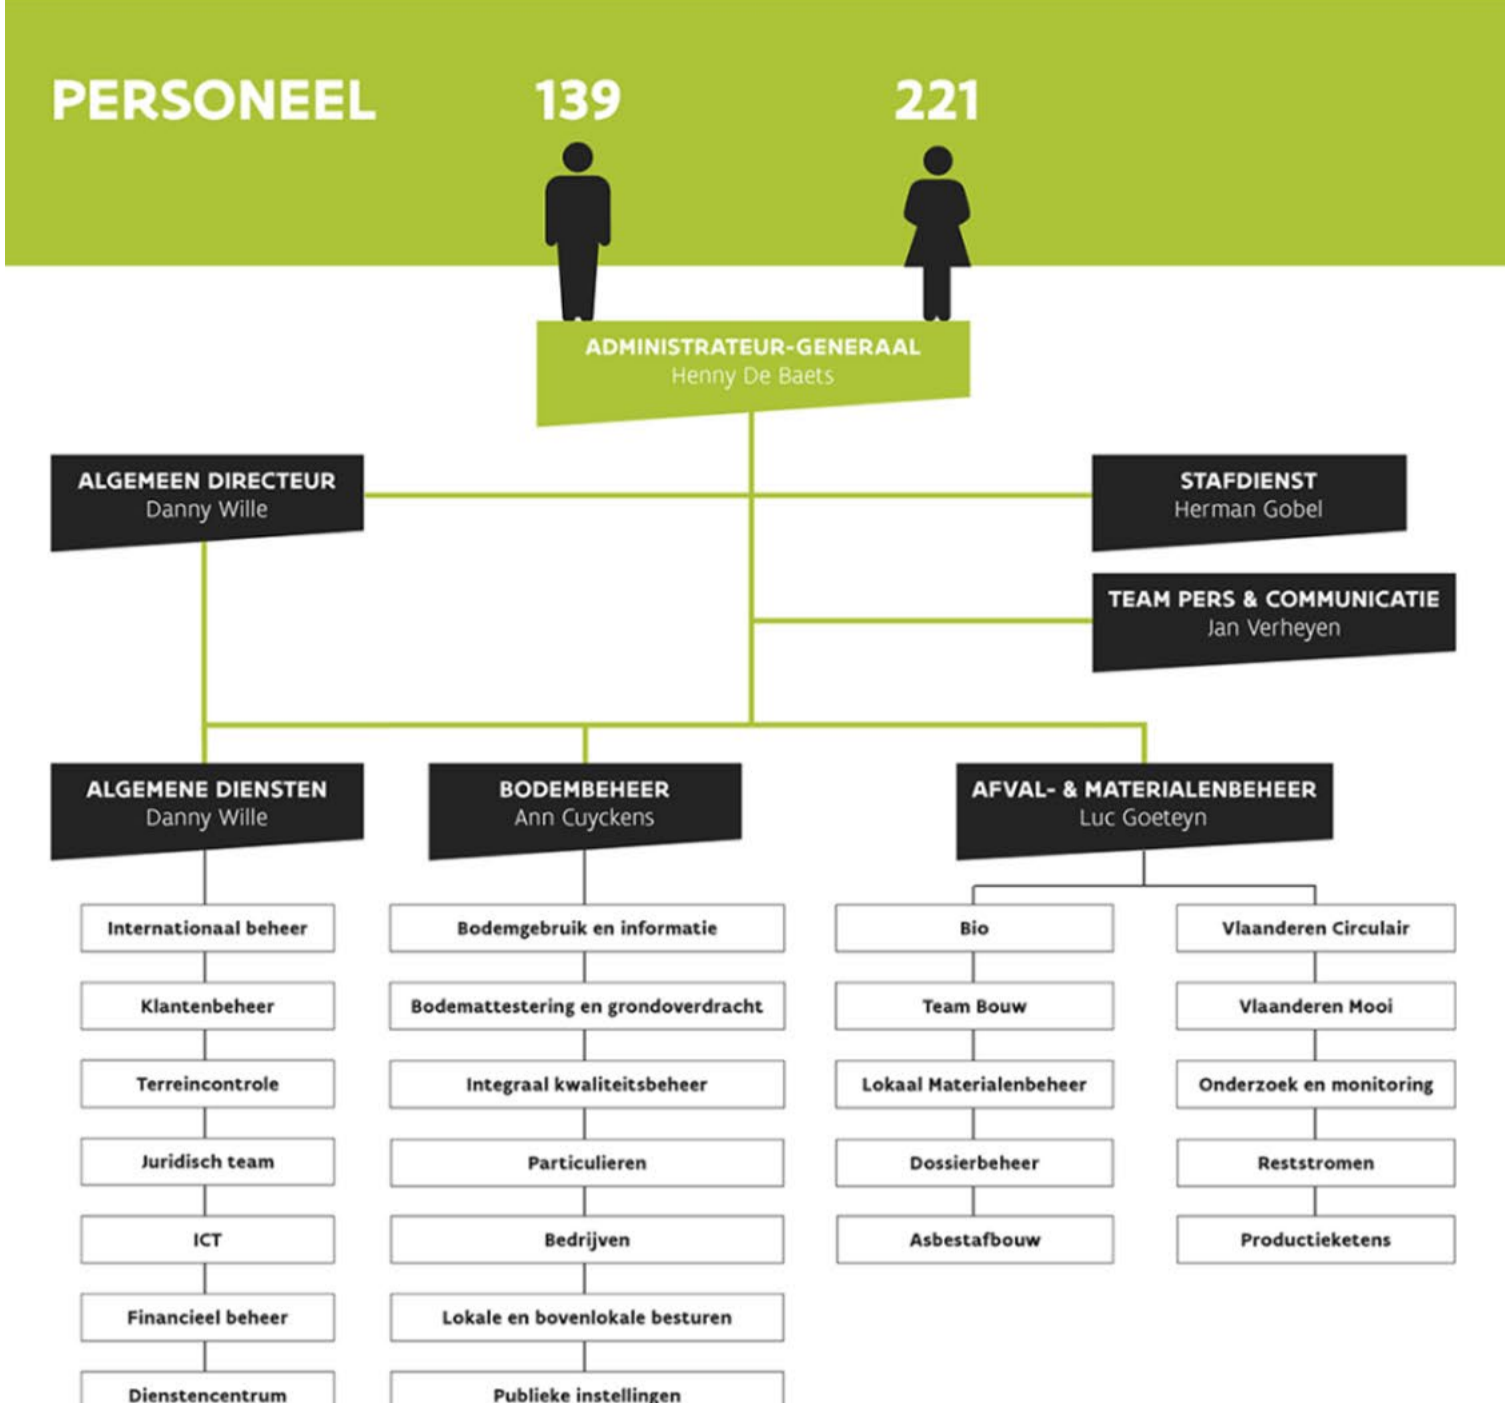 PERSONEEL
139
221
ADMINISTRATEUR-GENERAAL
Henny De Baets
ALGEMEEN DIRECTEUR
Danny Wille
STAFDIENST
Herman Gobel
TEAM PERS & COMMUNICATIE
Jan Verheyen
ALGEMENE DIENSTEN
Danny Wille
BODEMBEHEER
Ann Cuyckens
AFVAL- & MATERIALENBEHEER
Luc Goeteyn
Internationaal beheer
Klantenbeheer
Terreincontrole
Juridisch team
ICT
Financieel beheer
Dienstencentrum
Bodemgebruik en informatie
Bodemattestering en grondoverdracht
Integraal kwaliteitsbeheer
Particulieren
Bedrijven
Lokale en bovenlokale besturen
Publieke instellingen
Bio
Team Bouw
Lokaal Materialenbeheer
Dossierbeheer
Asbestafbouw
Vlaanderen Circulair
Vlaanderen Mooi
Onderzoek en monitoring
Reststromen
Productieketens